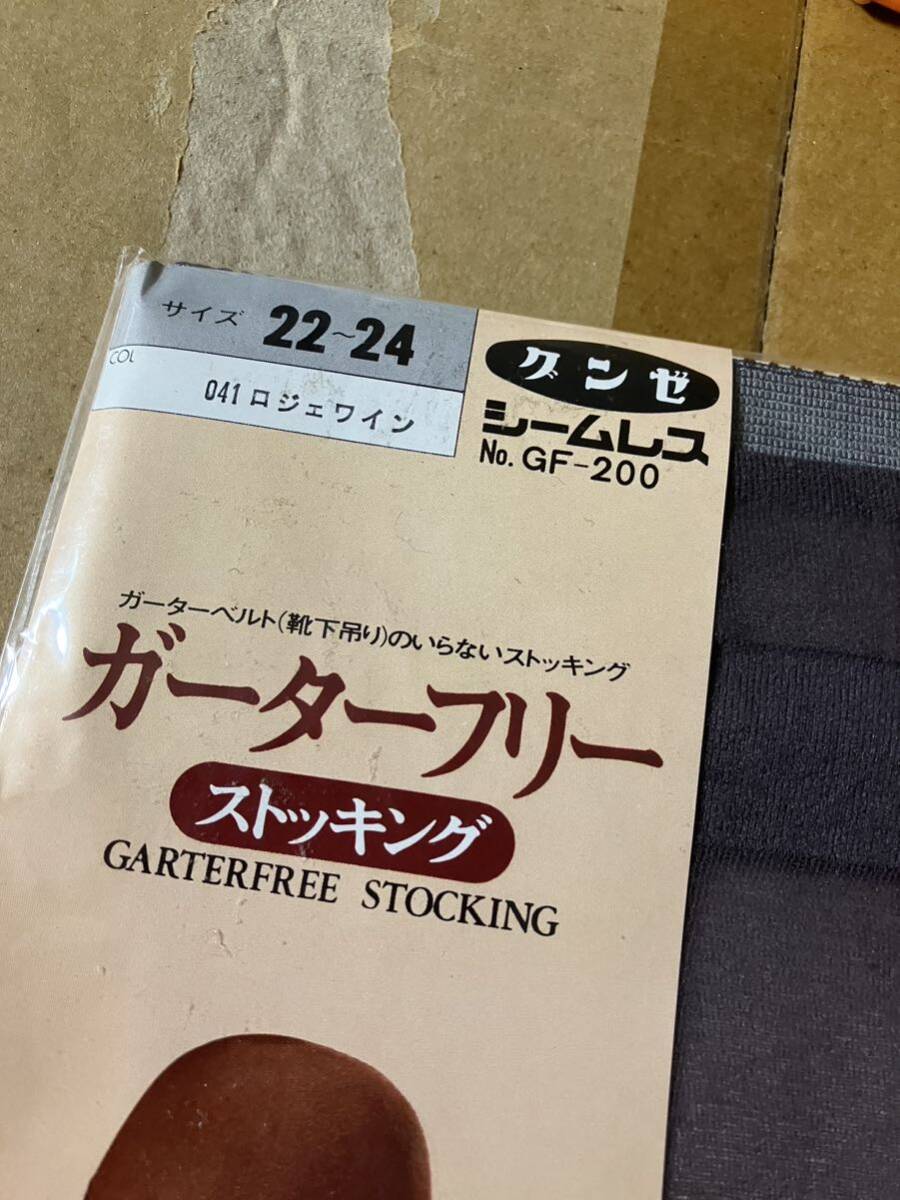 サイズ 22~24
COL
041 ロジェワイン
グンゼ
シームレス
No. GF-200
ガーターベルト(靴下吊り)のいらないストッキング
ガーターフリー
ストッキング
GARTERFREE STOCKING